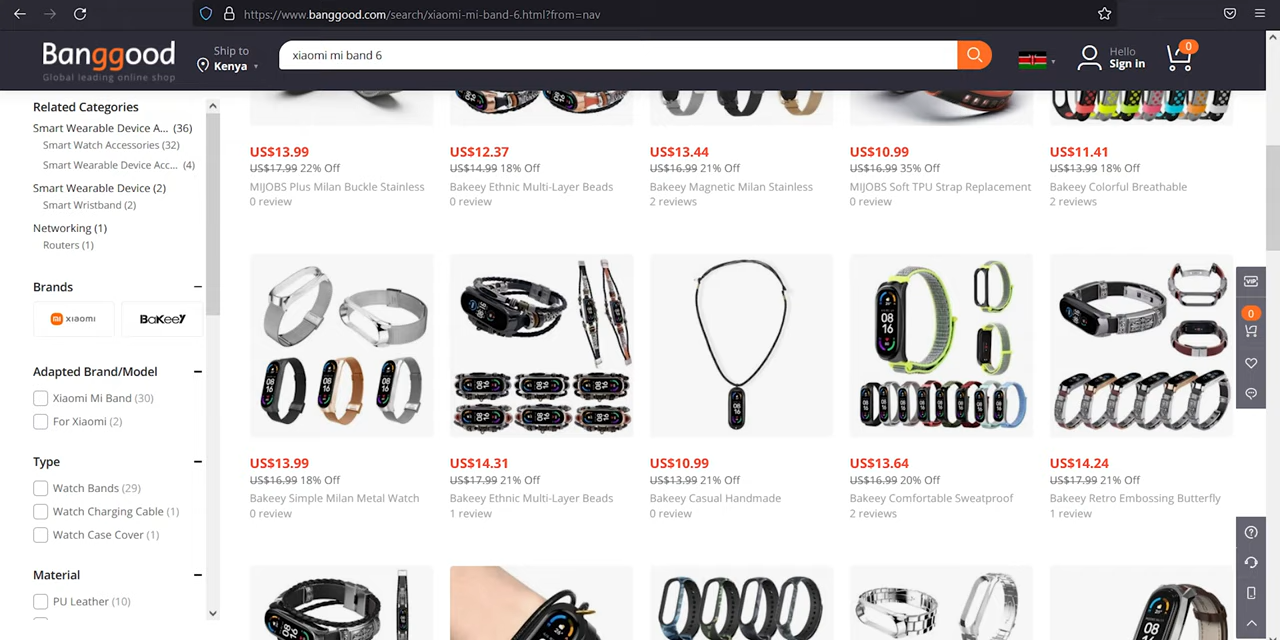 https://www.banggood.com/search/xiaomi-mi-band-6.html?from=nav
Banggood
Global leading online shop
Ship to
Kenya
xiaomi mi band 6
Hello
Sign in
0
Related Categories
Smart Wearable Device A... (36)
Smart Watch Accessories (32)
Smart Wearable Device Acc... (4)
Smart Wearable Device (2)
Smart Wristband (2)
Networking (1)
Routers (1)
Brands
xiaomi
BaKeeY
Adapted Brand/Model
Xiaomi Mi Band (30)
For Xiaomi (2)
Type
Watch Bands (29)
Watch Charging Cable (1)
Watch Case Cover (1)
Material
PU Leather (10)
US$13.99
US$17.99 22% Off
MIJOBS Plus Milan Buckle Stainless
0 review
US$12.37
US$14.99 18% Off
Bakeey Ethnic Multi-Layer Beads
0 review
US$13.44
US$16.99 21% Off
Bakeey Magnetic Milan Stainless
2 reviews
US$10.99
US$16.99 35% Off
MIJOBS Soft TPU Strap Replacement
0 review
US$11.41
US$13.99 18% Off
Bakeey Colorful Breathable
2 reviews
US$13.99
US$16.99 18% Off
Bakeey Simple Milan Metal Watch
0 review
US$14.31
US$17.99 21% Off
Bakeey Ethnic Multi-Layer Beads
1 review
US$10.99
US$13.99 21% Off
Bakeey Casual Handmade
0 review
US$13.64
US$16.99 20% Off
Bakeey Comfortable Sweatproof
2 reviews
US$14.24
US$17.99 21% Off
Bakeey Retro Embossing Butterfly
1 review
VIP
0